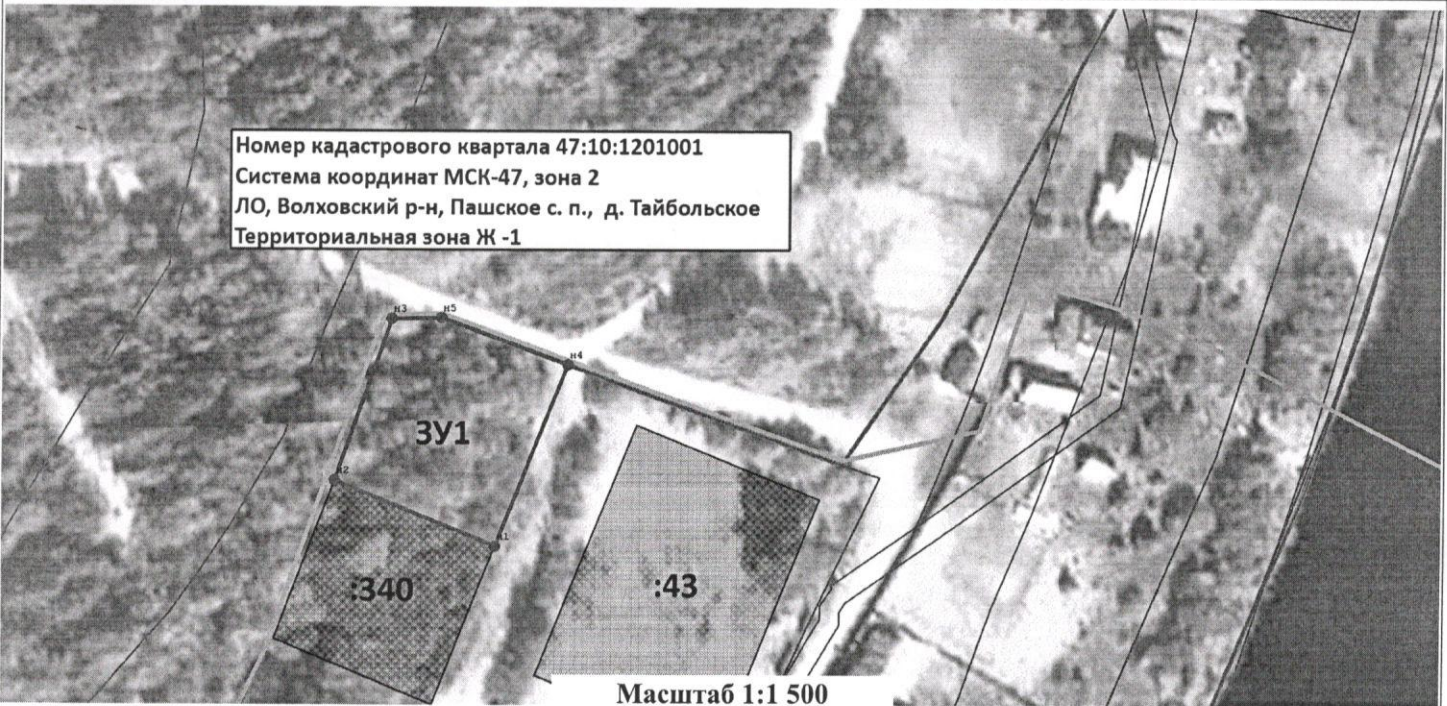 Номер кадастрового квартала 47:10:1201001
Система координат МСК-47, зона 2
ЛО, Волховский р-н, Пашское с. п., д. Тайбольское
Территориальная зона Ж -1
н3 н5
н4
ЗУ1
н2
:340
:43
Масштаб 1:1 500